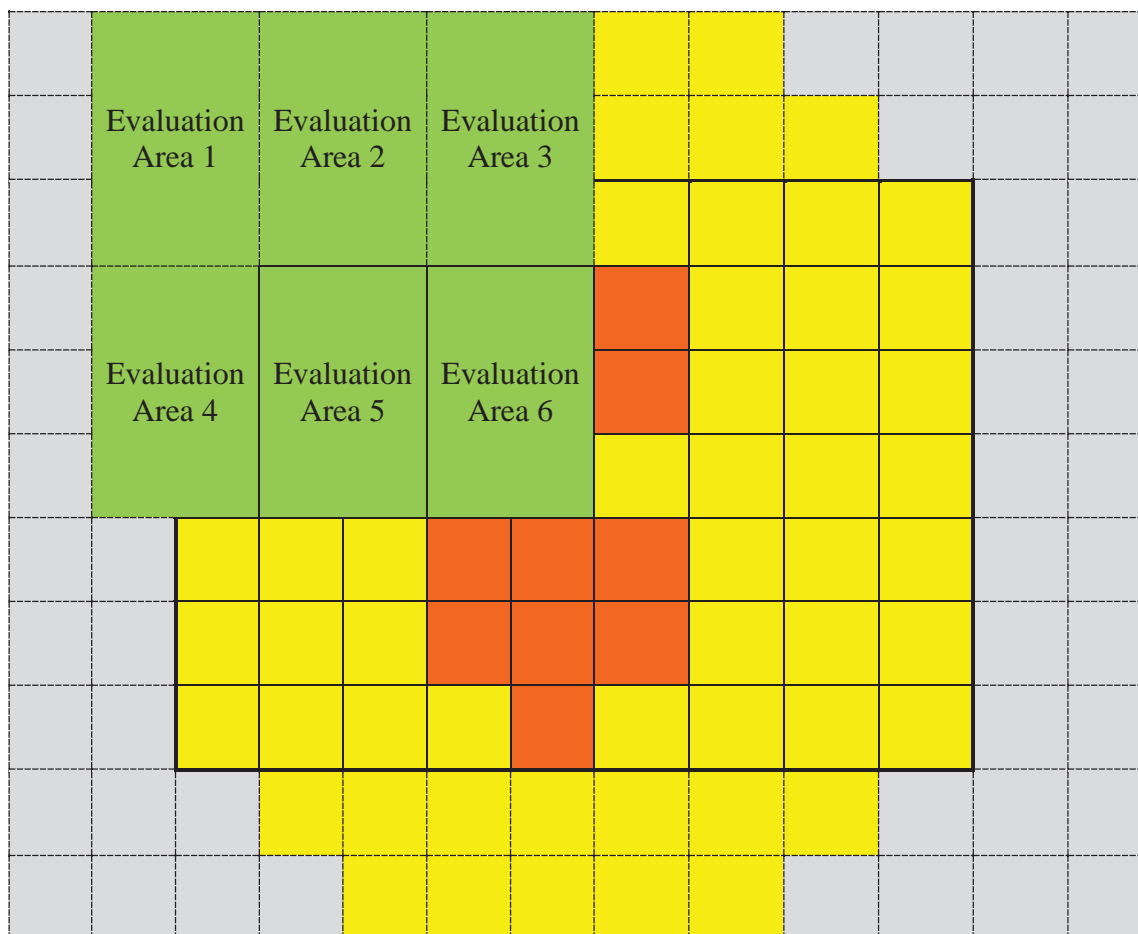 Evaluation
Area 1
Evaluation
Area 2
Evaluation
Area 3
Evaluation
Area 4
Evaluation
Area 5
Evaluation
Area 6